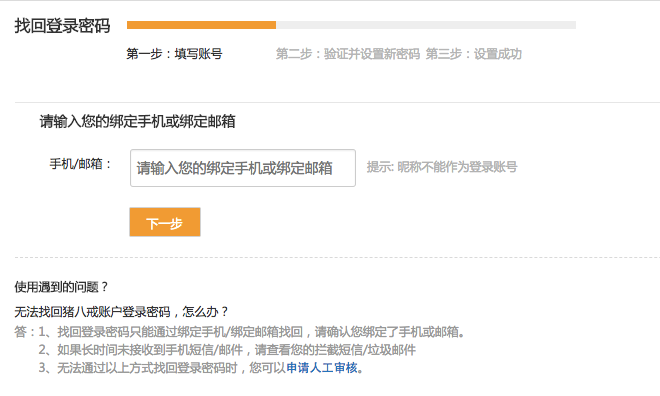 找回登录密码
第一步：填写账号 第二步：验证并设置新密码 第三步：设置成功
请输入您的绑定手机或绑定邮箱
手机/邮箱： 请输入您的绑定手机或绑定邮箱 提示: 昵称不能作为登录账号
下一步
使用遇到的问题？
无法找回猪八戒账户登录密码，怎么办？
答：1、找回登录密码只能通过绑定手机/绑定邮箱找回，请确认您绑定了手机或邮箱。
2、如果长时间未接收到手机短信/邮件，请查看您的拦截短信/垃圾邮件
3、无法通过以上方式找回登录密码时，您可以申请人工审核。